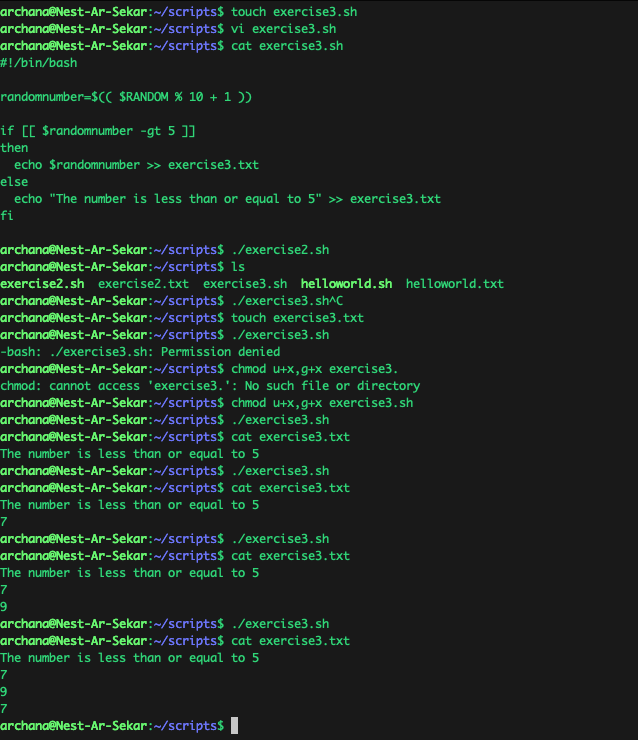 archana@Nest-Ar-Sekar:~/scripts$ touch exercise3.sh
archana@Nest-Ar-Sekar:~/scripts$ vi exercise3.sh
archana@Nest-Ar-Sekar:~/scripts$ cat exercise3.sh
#!/bin/bash

randomnumber=$(( $RANDOM % 10 + 1 ))

if [[ $randomnumber -gt 5 ]]
then
  echo $randomnumber >> exercise3.txt
else
  echo "The number is less than or equal to 5" >> exercise3.txt
fi

archana@Nest-Ar-Sekar:~/scripts$ ./exercise2.sh
archana@Nest-Ar-Sekar:~/scripts$ ls
exercise2.sh  exercise2.txt  exercise3.sh  helloworld.sh  helloworld.txt
archana@Nest-Ar-Sekar:~/scripts$ ./exercise3.sh^C
archana@Nest-Ar-Sekar:~/scripts$ touch exercise3.txt
archana@Nest-Ar-Sekar:~/scripts$ ./exercise3.sh
-bash: ./exercise3.sh: Permission denied
archana@Nest-Ar-Sekar:~/scripts$ chmod u+x,g+x exercise3.
chmod: cannot access 'exercise3.': No such file or directory
archana@Nest-Ar-Sekar:~/scripts$ chmod u+x,g+x exercise3.sh
archana@Nest-Ar-Sekar:~/scripts$ ./exercise3.sh
archana@Nest-Ar-Sekar:~/scripts$ cat exercise3.txt
The number is less than or equal to 5
archana@Nest-Ar-Sekar:~/scripts$ ./exercise3.sh
archana@Nest-Ar-Sekar:~/scripts$ cat exercise3.txt
The number is less than or equal to 5
7
archana@Nest-Ar-Sekar:~/scripts$ ./exercise3.sh
archana@Nest-Ar-Sekar:~/scripts$ cat exercise3.txt
The number is less than or equal to 5
7
9
archana@Nest-Ar-Sekar:~/scripts$ ./exercise3.sh
archana@Nest-Ar-Sekar:~/scripts$ cat exercise3.txt
The number is less than or equal to 5
7
9
7
archana@Nest-Ar-Sekar:~/scripts$